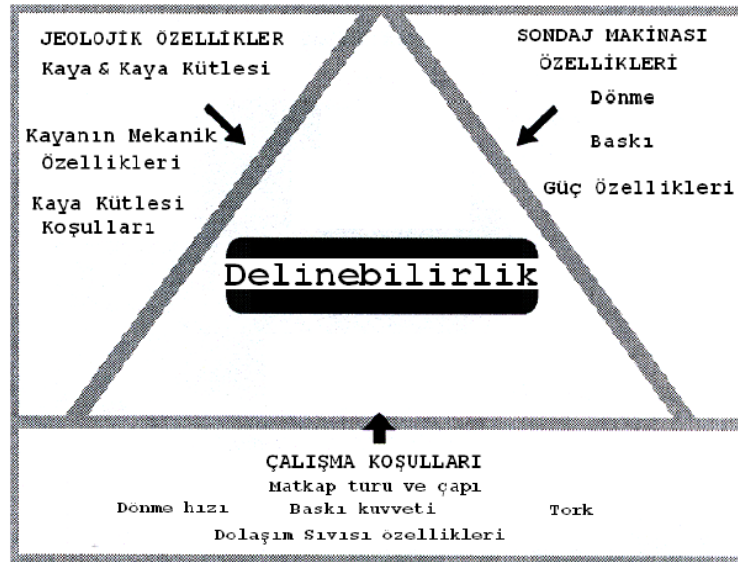 JEOLOJİK ÖZELLİKLER
Kaya & Kaya Kütlesi
Kayanın Mekanik
Özellikleri
Kaya Kütlesi
Koşulları
SONDAJ MAKİNASI
ÖZELLİKLERİ
Dönme
Baskı
Güç Özellikleri
Delinebilirlik
ÇALIŞMA KOŞULLARI
Matkap turu ve çapı
Dönme hızı Baskı kuvveti Tork
Dolaşım Sıvısı özellikleri